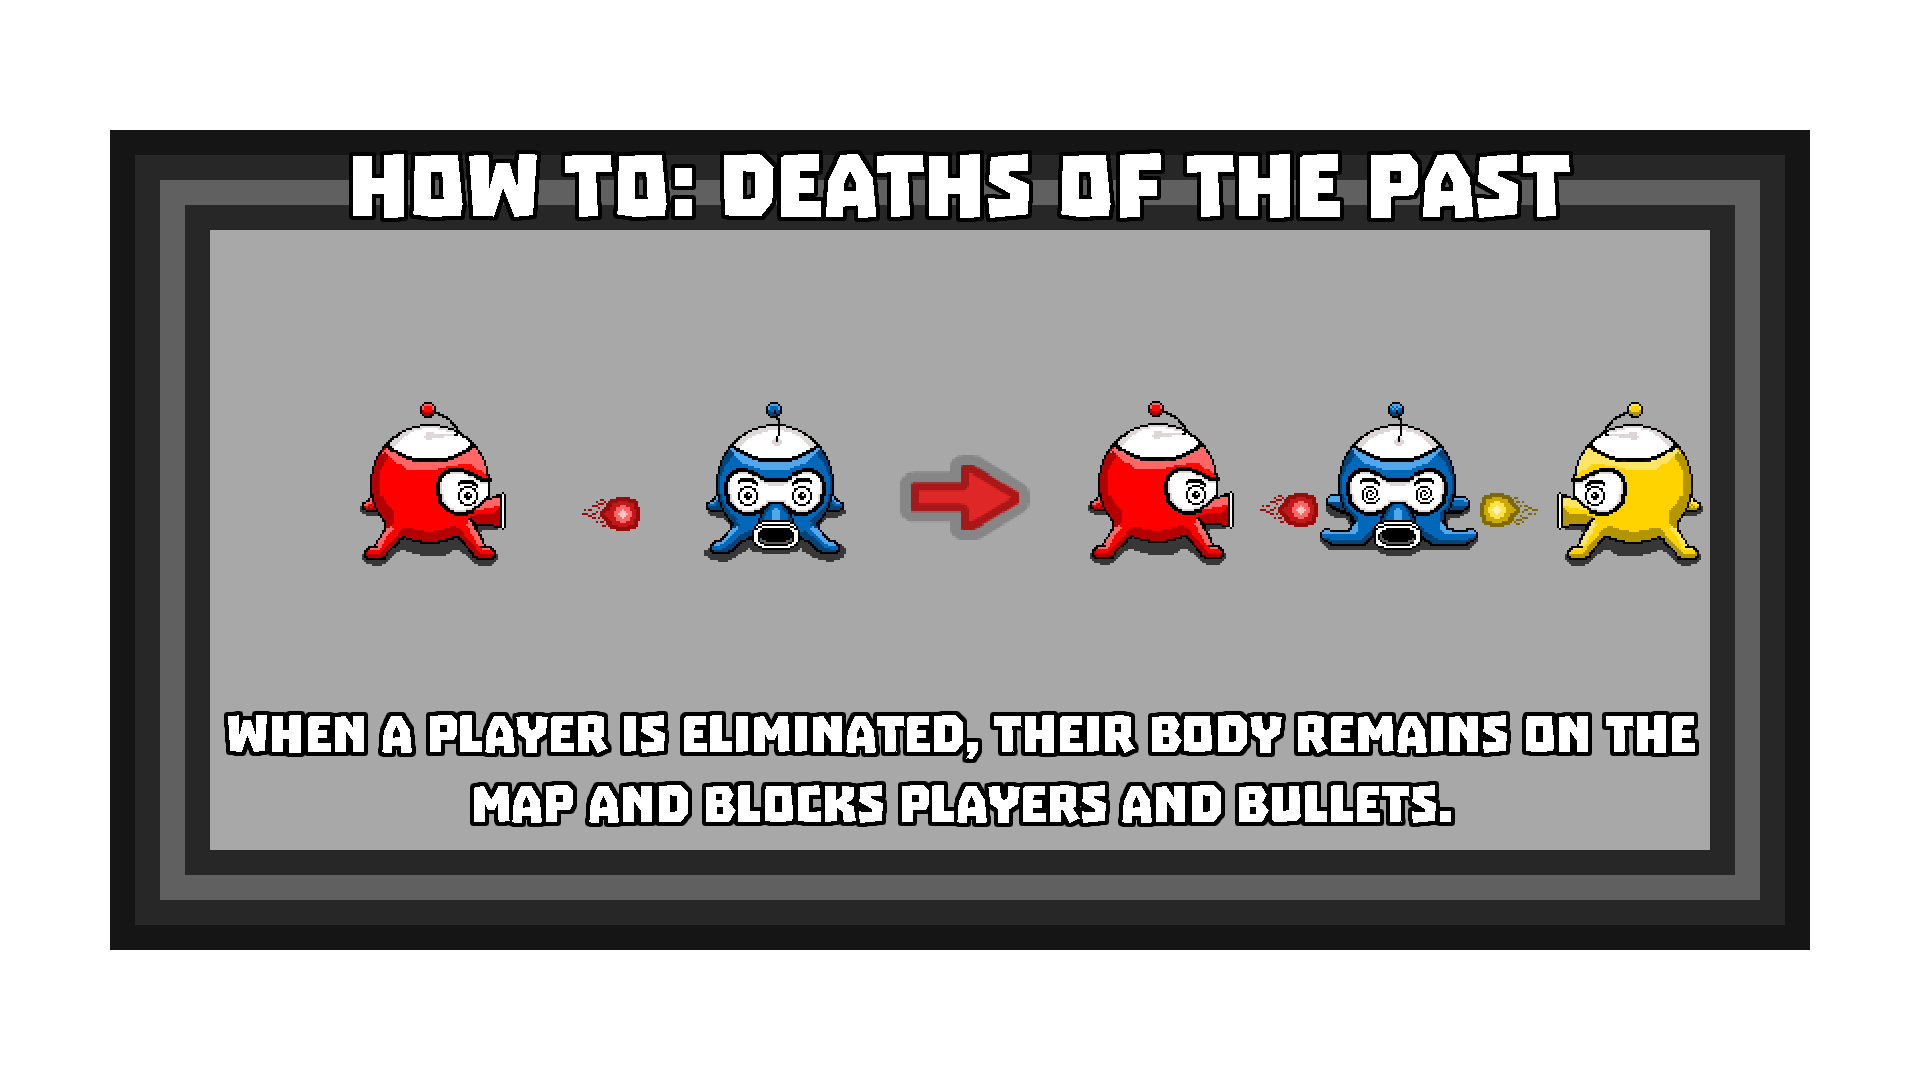 HOW TO: DEATHS OF THE PAST
WHEN A PLAYER IS ELIMINATED, THEIR BODY REMAINS ON THE
MAP AND BLOCKS PLAYERS AND BULLETS.